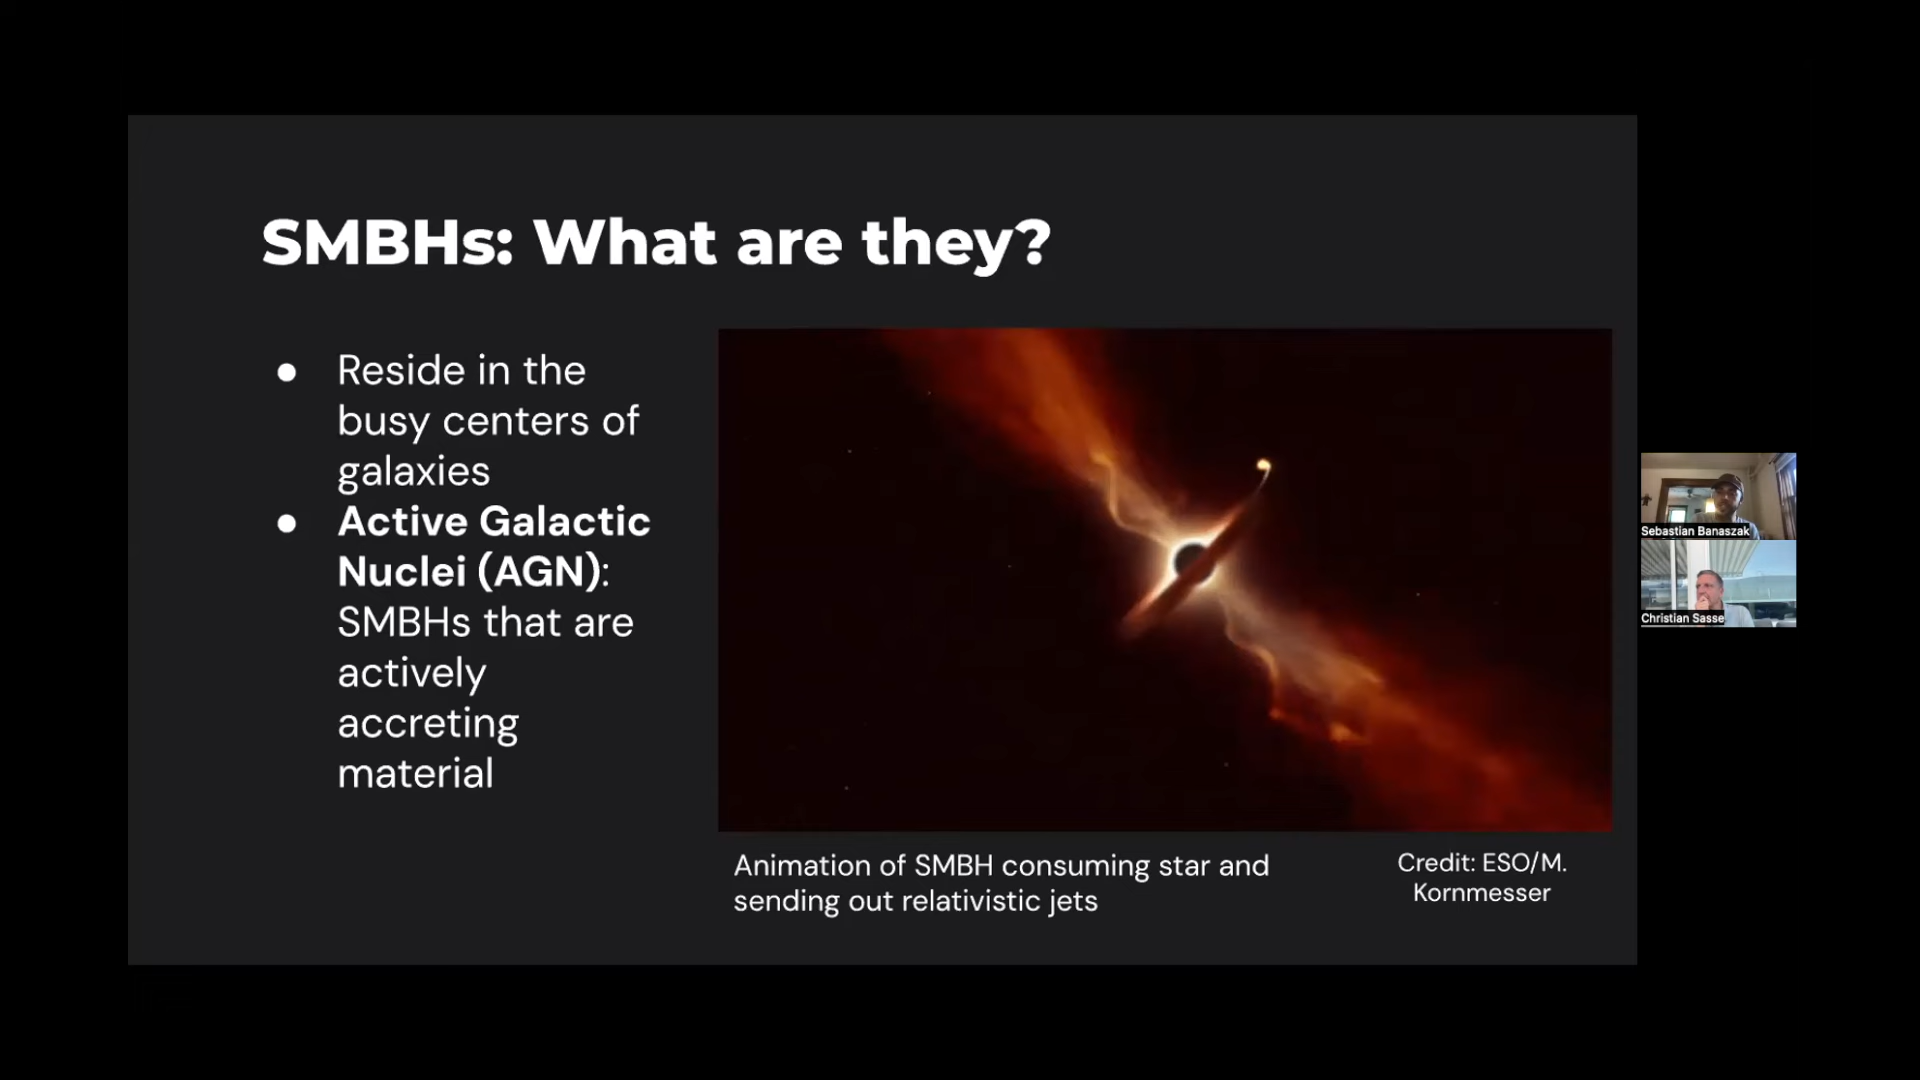 SMBHs: What are they?
● Reside in the
busy centers of
galaxies
● Active Galactic
Nuclei (AGN):
SMBHs that are
actively
accreting
material
Animation of SMBH consuming star and
sending out relativistic jets
Credit: ESO/M.
Kornmesser
Sebastian Banaszak
Christian Sasse